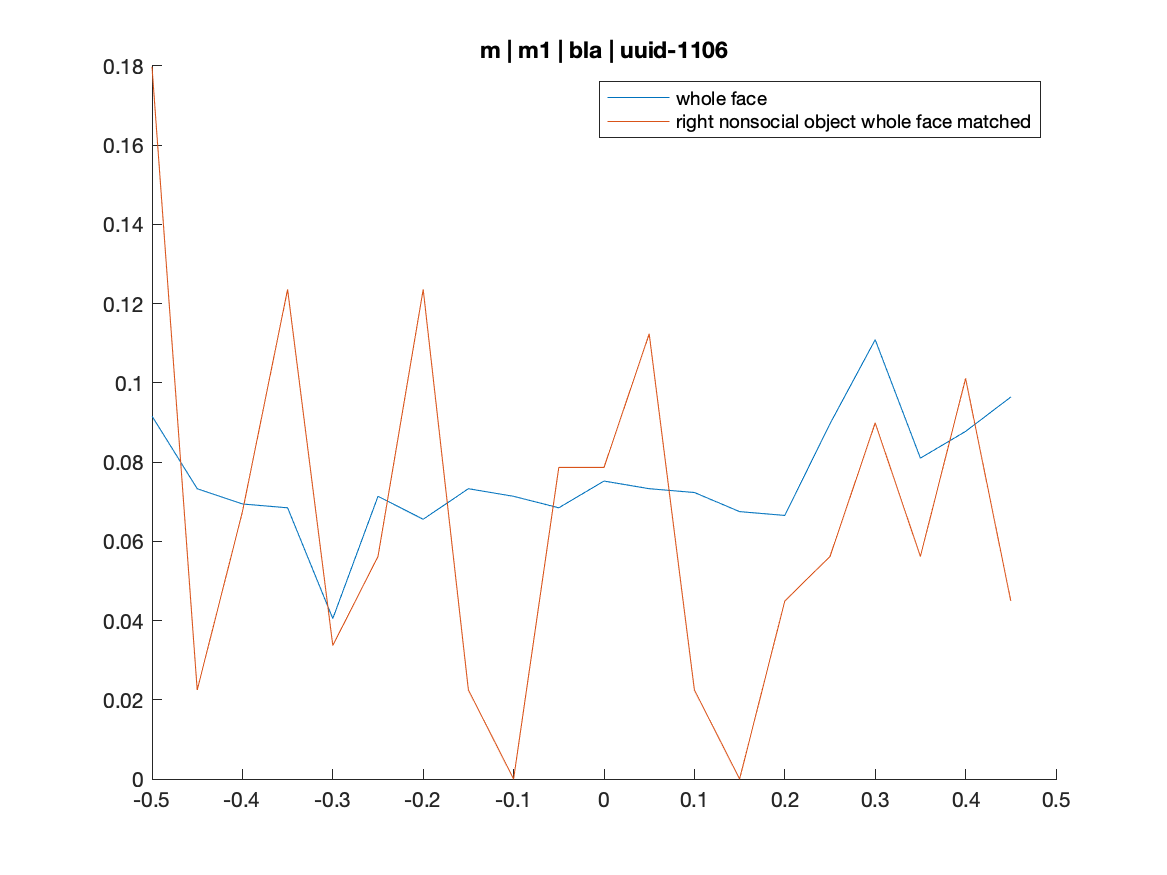 m | m1 | bla | uuid-1106
whole face
right nonsocial object whole face matched
0.18
0.16
0.14
0.12
0.1
0.08
0.06
0.04
0.02
0
-0.5 -0.4 -0.3 -0.2 -0.1 0 0.1 0.2 0.3 0.4 0.5